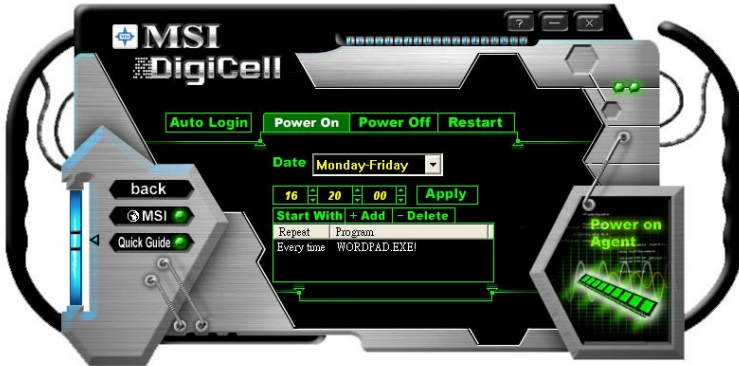 ? — X
MSI
DigiCell
Auto Login Power On Power Off Restart
Date Monday-Friday
16 20 00 Apply
Start With + Add - Delete
Repeat Program
Every time WORDPAD.EXE!
back
MSI
Quick Guide
Power on
Agent